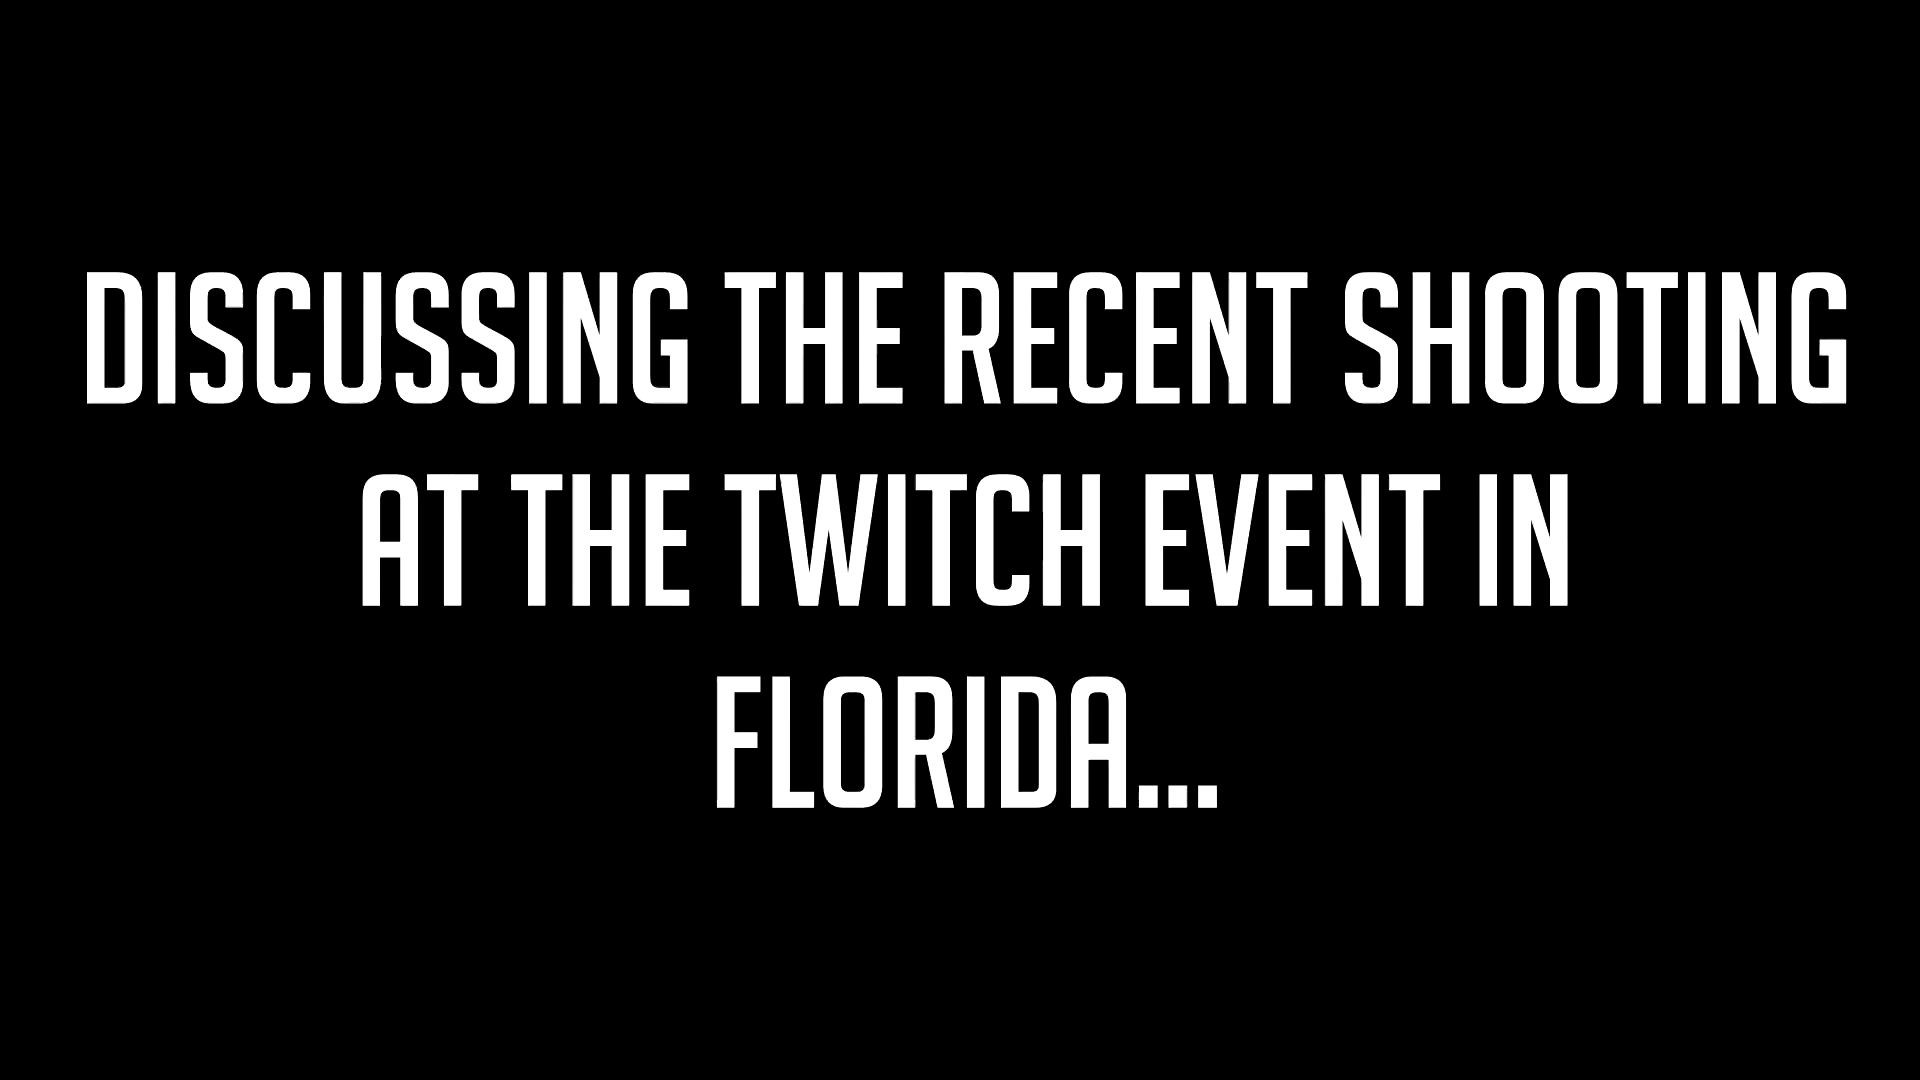 DISCUSSING THE RECENT SHOOTING
AT THE TWITCH EVENT IN
FLORIDA...